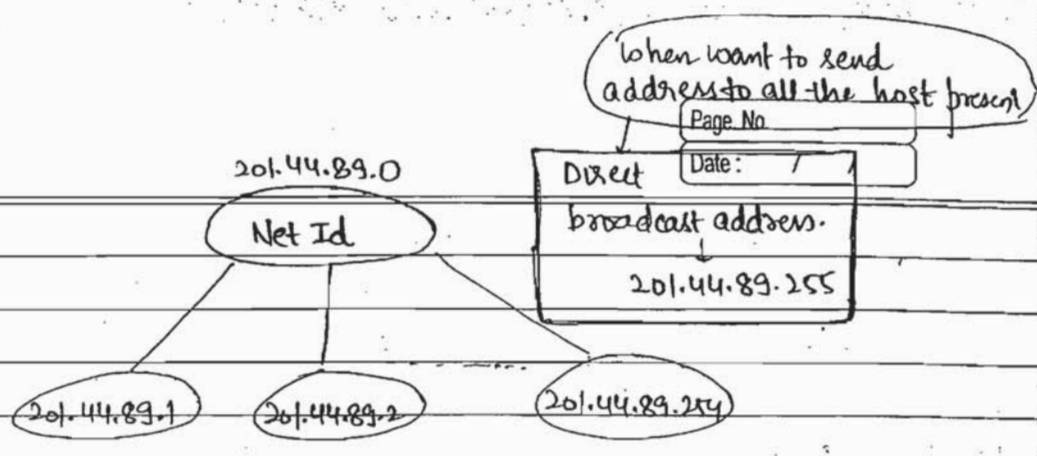 When want to send
address to all the host present
Page No
Date: /   /
201.44.89.0
Direct
Net Id
broadcast address.
201.44.89.255
201.44.89.1
201.44.89.2
201.44.89.254